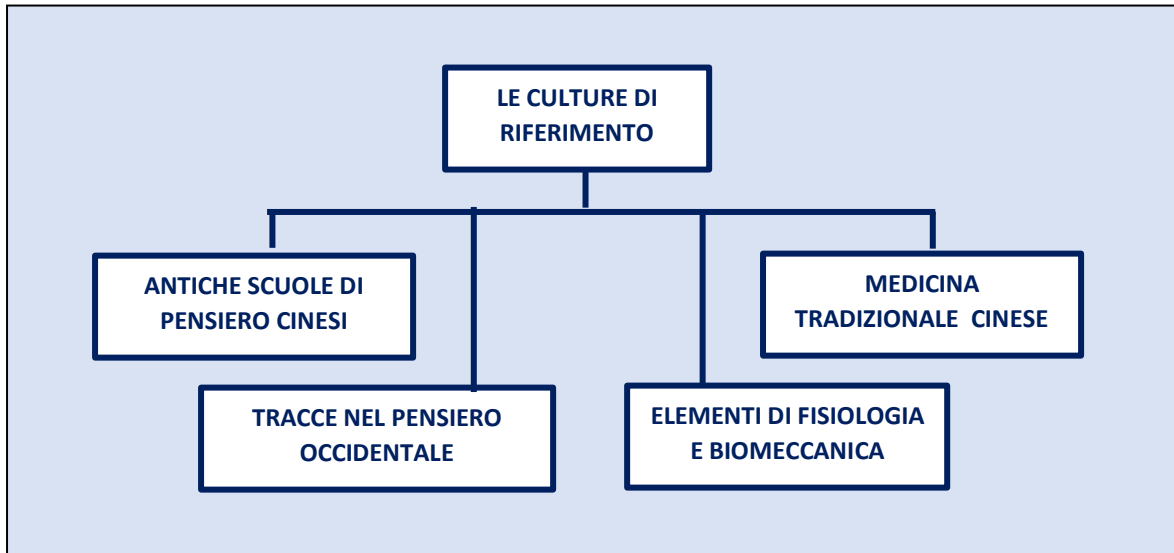 LE CULTURE DI
RIFERIMENTO
ANTICHE SCUOLE DI
PENSIERO CINESI
MEDICINA
TRADIZIONALE CINESE
TRACCE NEL PENSIERO
OCCIDENTALE
ELEMENTI DI FISIOLOGIA
E BIOMECCANICA